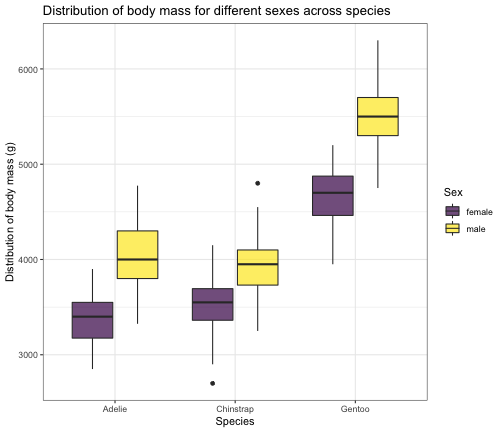 Distribution of body mass for different sexes across species
Distribution of body mass (g)
6000
5000
4000
3000
Adelie Chinstrap Gentoo
Species
Sex
female
male